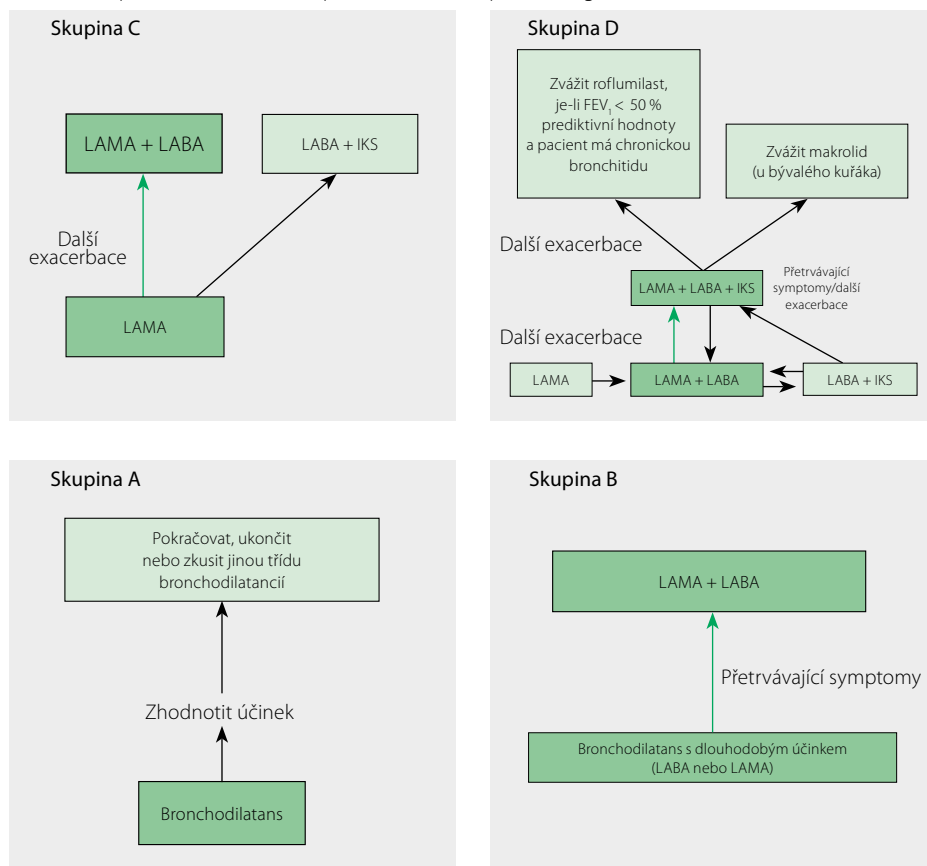 Skupina C
LAMA + LABA
LABA + IKS
Další
exacerbace
LAMA
Skupina D
Zvážit roflumilast,
je-li FEV1 < 50 %
prediktivní hodnoty
a pacient má chronickou
bronchitidu
Zvážit makrolid
(u bývalého kuřáka)
Další exacerbace
LAMA + LABA + IKS
Přetrvávající
symptomy/další
exacerbace
Další exacerbace
LAMA
LAMA + LABA
LABA + IKS
Skupina A
Pokračovat, ukončit
nebo zkusit jinou třídu
bronchodilatancií
Zhodnotit účinek
Bronchodilatans
Skupina B
LAMA + LABA
Přetrvávající symptomy
Bronchodilatans s dlouhodobým účinkem
(LABA nebo LAMA)